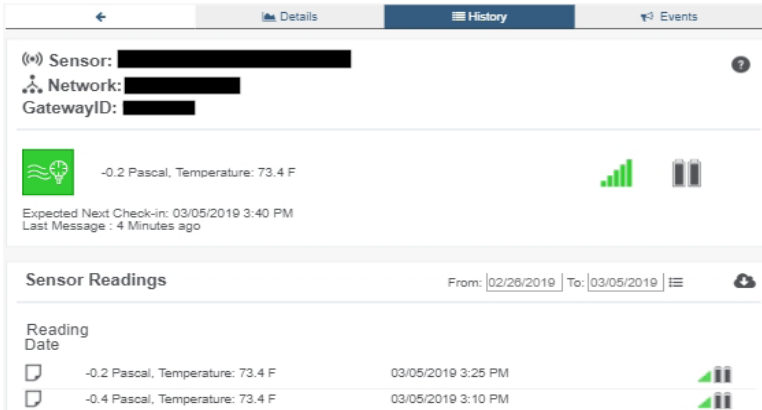 Details
History
Events
Sensor:
Network:
GatewayID:
-0.2 Pascal, Temperature: 73.4 F
Expected Next Check-in: 03/05/2019 3:40 PM
Last Message : 4 Minutes ago
Sensor Readings From: 02/26/2019 To: 03/05/2019
Reading
Date
-0.2 Pascal, Temperature: 73.4 F 03/05/2019 3:25 PM
-0.4 Pascal, Temperature: 73.4 F 03/05/2019 3:10 PM